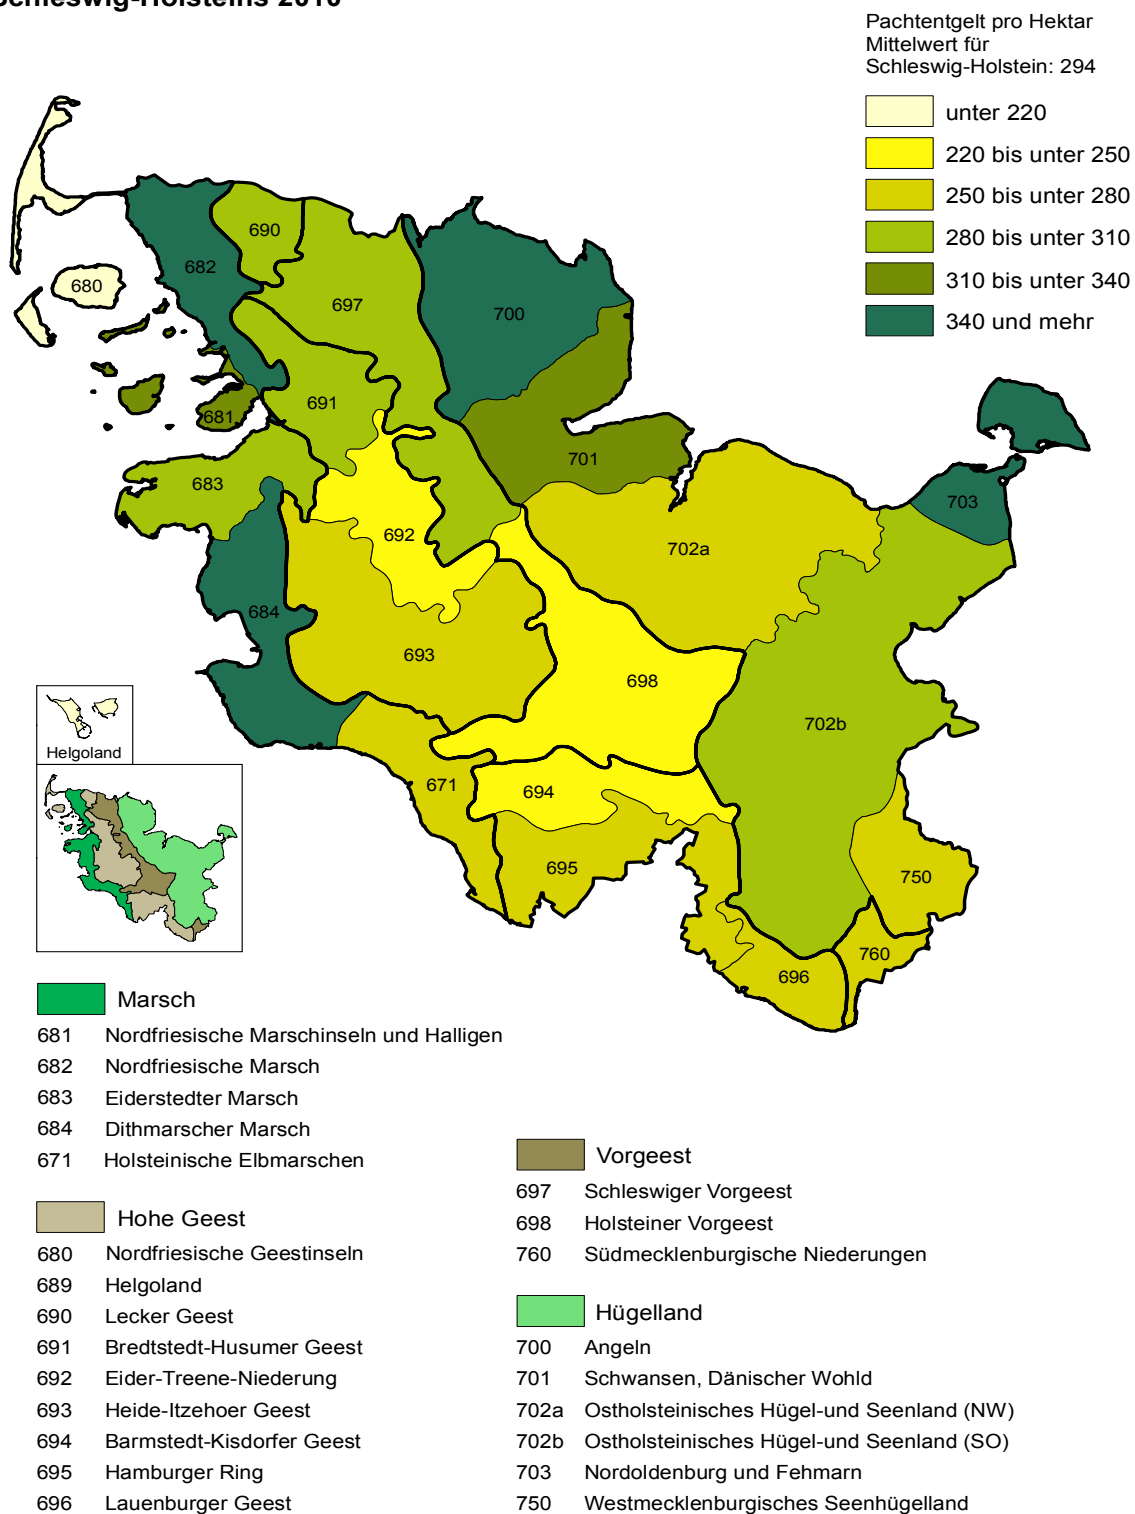 Pachtentgelt pro Hektar
Mittelwert für
Schleswig-Holstein: 294
unter 220
220 bis unter 250
250 bis unter 280
280 bis unter 310
310 bis unter 340
340 und mehr
690
682
680
697
700
691
681
701
683
703
692
702a
684
693
698
702b
Helgoland
671
694
695
750
760
696
Marsch
681 Nordfriesische Marschinseln und Halligen
682 Nordfriesische Marsch
683 Eiderstedter Marsch
684 Dithmarscher Marsch
671 Holsteinische Elbmarschen
Hohe Geest
680 Nordfriesische Geestinseln
689 Helgoland
690 Lecker Geest
691 Bredtstedt-Husumer Geest
692 Eider-Treene-Niederung
693 Heide-Itzehoer Geest
694 Barmstedt-Kisdorfer Geest
695 Hamburger Ring
696 Lauenburger Geest
Vorgeest
697 Schleswiger Vorgeest
698 Holsteiner Vorgeest
760 Südmecklenburgische Niederungen
Hügelland
700 Angeln
701 Schwansen, Dänischer Wohld
702a Ostholsteinisches Hügel-und Seenland (NW)
702b Ostholsteinisches Hügel-und Seenland (SO)
703 Nordoldenburg und Fehmarn
750 Westmecklenburgisches Seenhügelland